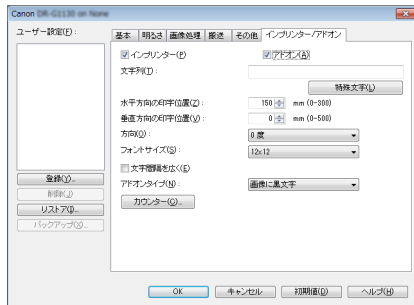 Canon DR-G1130 on None
ユーザー設定(F):
登録(Y)...
削除(J)
リストア(I)...
バックアップ(X)...
基本 明るさ 画像処理 搬送 その他 インプリンター/アドオン
インプリンター(P) アドオン(A)
文字列(T):
特殊文字(L)
水平方向の印字位置(Z): 150 mm (0-300)
垂直方向の印字位置(V): 0 mm (0-500)
方向(O): 0 度
フォントサイズ(S): 12x12
文字間隔を広く(E)
アドオンタイプ(N): 画像に黒文字
カウンター(C)...
OK キャンセル 初期値(D) ヘルプ(H)